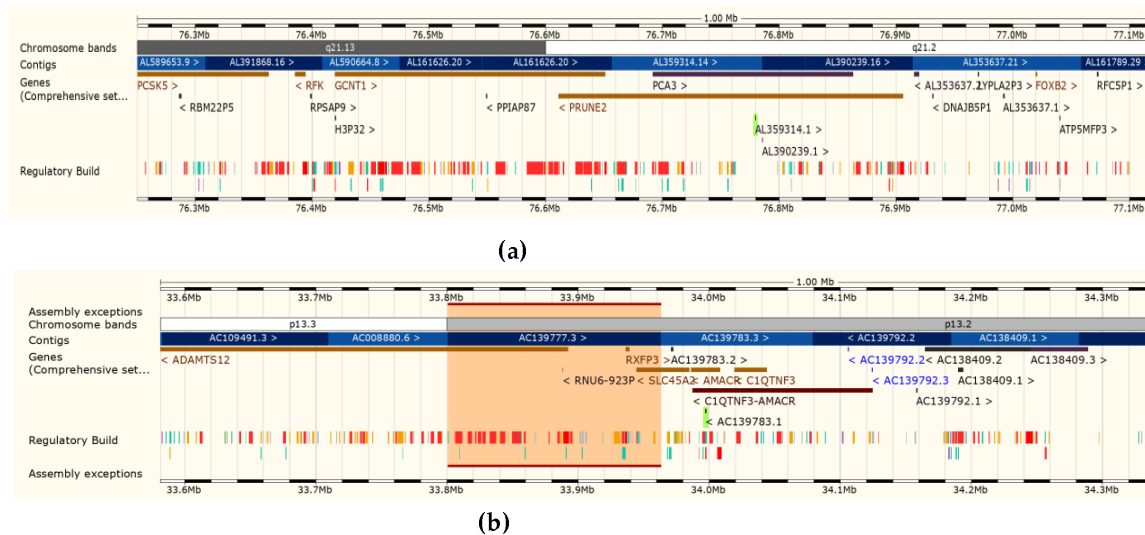 1.00 Mb
76.3Mb 76.4Mb 76.5Mb 76.6Mb 76.7Mb 76.8Mb 76.9Mb 77.0Mb 77.1Mb
Chromosome bands q21.13 q21.2
Contigs AL589653.9 > AL391868.16 > AL590664.8 > AL161626.20 > AL161626.20 > AL359314.14 > AL390239.16 > AL353637.21 > AL161789.29
Genes PCSK5 > < RFK GCNT1 > PCA3 > < AL353637.2 LYPLA2P3 > FOXB2 > RFC5P1 >
(Comprehensive set... < RBM22P5 RPSAP9 > < PPIAP87 < PRUNE2 < DNAJB5P1 AL353637.1 >
H3P32 > AL359314.1 > ATP5MFP3 >
AL390239.1 >
Regulatory Build
76.3Mb 76.4Mb 76.5Mb 76.6Mb 76.7Mb 76.8Mb 76.9Mb 77.0Mb 77.1Mb
(a)
1.00 Mb
33.6Mb 33.7Mb 33.8Mb 33.9Mb 34.0Mb 34.1Mb 34.2Mb 34.3Mb
Assembly exceptions
Chromosome bands p13.3 p13.2
Contigs AC109491.3 > AC008880.6 > AC139777.3 > AC139783.3 > < AC139792.2 AC138409.1 >
Genes < ADAMTS12 RXFP3 > AC139783.2 > < AC139792.2 < AC138409.2 AC138409.3 >
(Comprehensive set... < RNU6-923P < SLC45A2 < AMACR < C1QTNF3 < AC139792.3 AC138409.1 >
< C1QTNF3-AMACR AC139792.1 >
< AC139783.1
Regulatory Build
Assembly exceptions
33.6Mb 33.7Mb 33.8Mb 33.9Mb 34.0Mb 34.1Mb 34.2Mb 34.3Mb
(b)